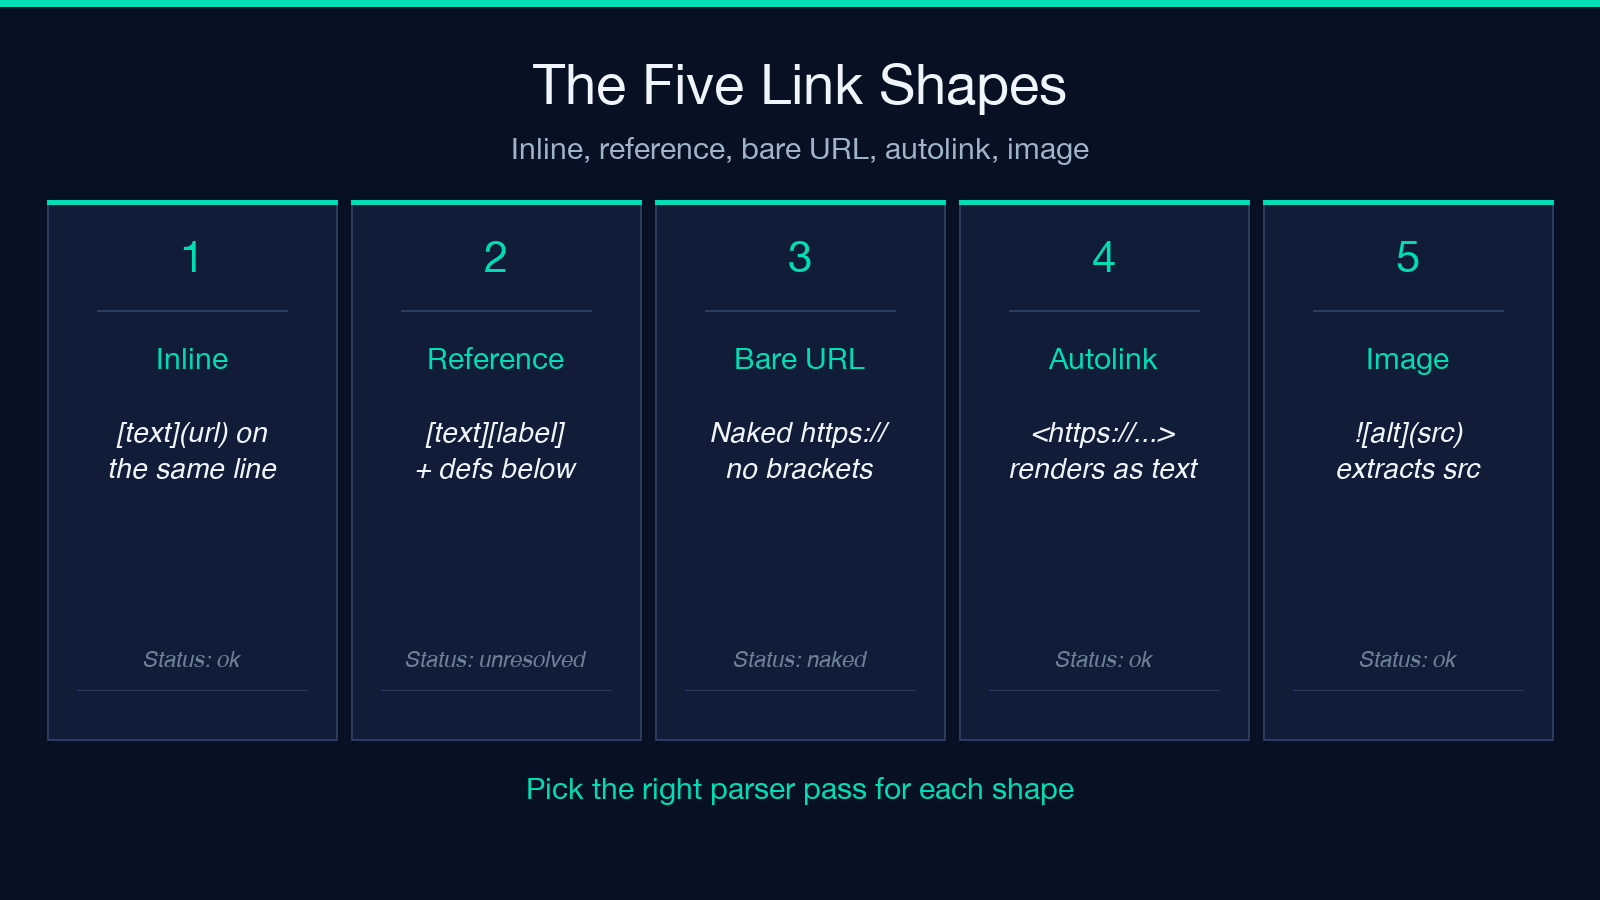 The Five Link Shapes
Inline, reference, bare URL, autolink, image
1
Inline
[text](url) on
the same line
Status: ok
2
Reference
[text][label]
+ defs below
Status: unresolved
3
Bare URL
Naked https://
no brackets
Status: naked
4
Autolink
<https://...>
renders as text
Status: ok
5
Image
![alt](src)
extracts src
Status: ok
Pick the right parser pass for each shape